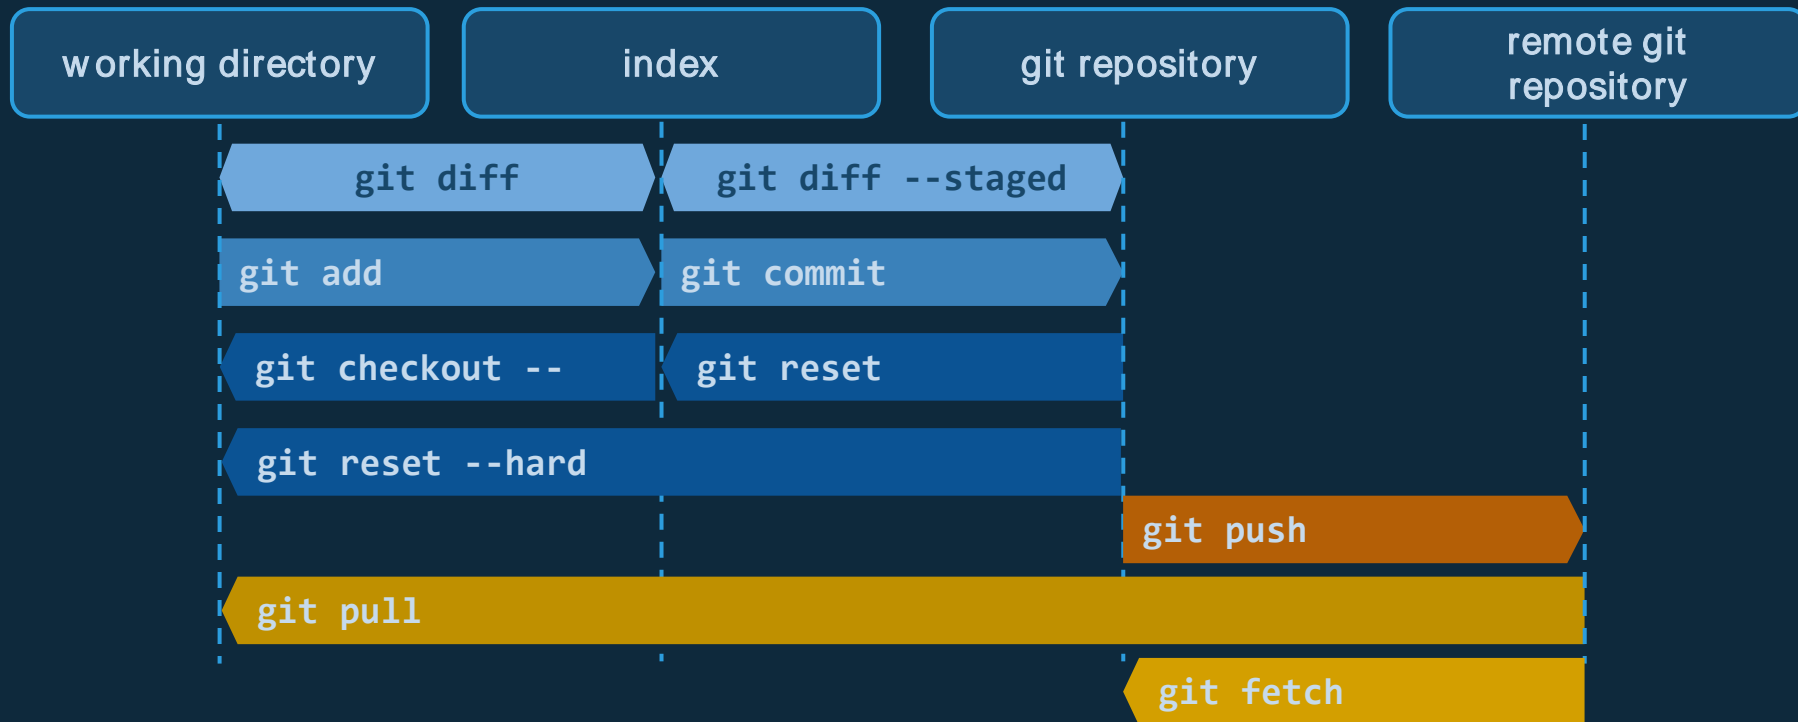 working directory
index
git repository
remote git
repository
git diff
git diff --staged
git add
git commit
git checkout --
git reset
git reset --hard
git push
git pull
git fetch